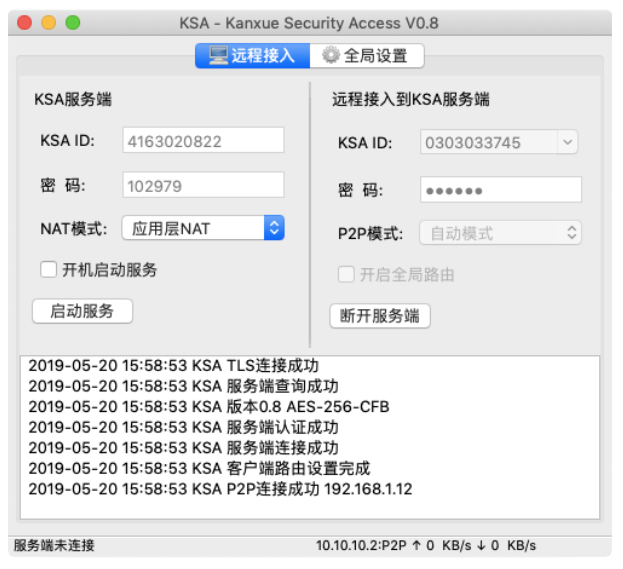 KSA - Kanxue Security Access V0.8
远程接入 全局设置
KSA服务端
KSA ID: 4163020822
密 码: 102979
NAT模式: 应用层NAT
开机启动服务
启动服务
远程接入到KSA服务端
KSA ID: 0303033745
密 码: ●●●●●●
P2P模式: 自动模式
开启全局路由
断开服务端
2019-05-20 15:58:53 KSA TLS连接成功
2019-05-20 15:58:53 KSA 服务端查询成功
2019-05-20 15:58:53 KSA 版本0.8 AES-256-CFB
2019-05-20 15:58:53 KSA 服务端认证成功
2019-05-20 15:58:53 KSA 服务端连接成功
2019-05-20 15:58:53 KSA 客户端路由设置完成
2019-05-20 15:58:53 KSA P2P连接成功 192.168.1.12
服务端未连接 10.10.10.2:P2P ↑ 0 KB/s ↓ 0 KB/s